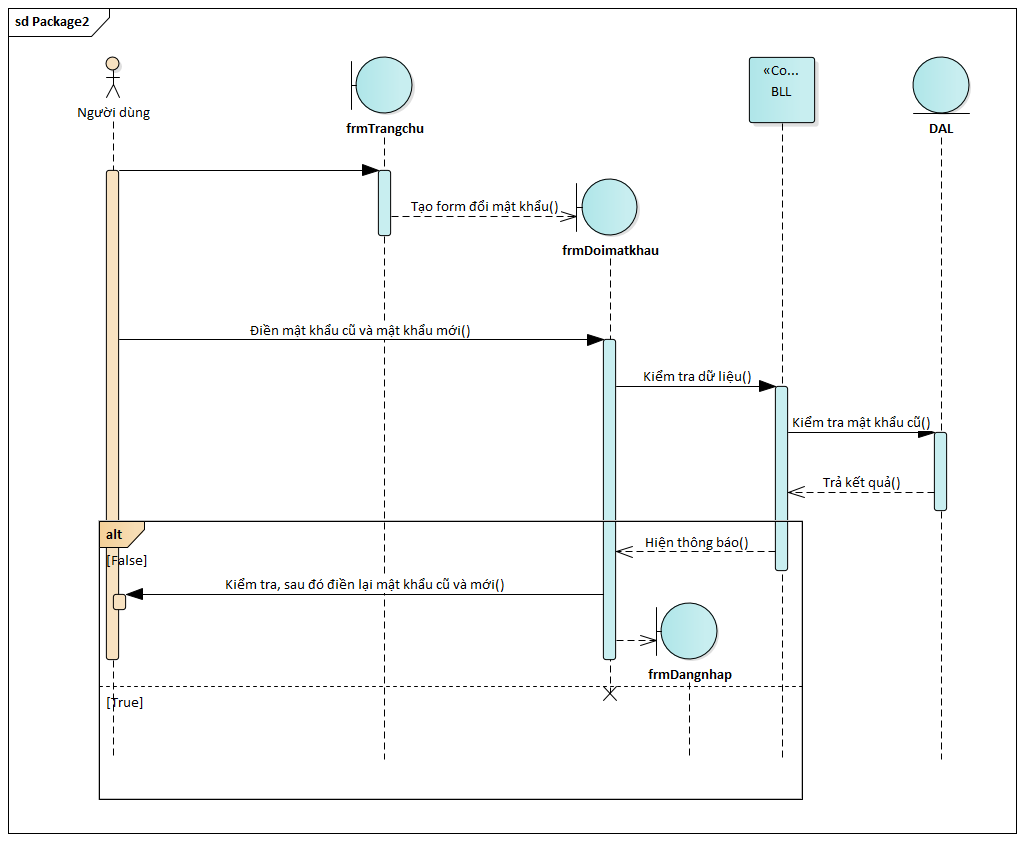 sd Package2
Người dùng
frmTrangchu
«Co...
BLL
DAL
Tạo form đổi mật khẩu()
frmDoimatkhau
Điền mật khẩu cũ và mật khẩu mới()
Kiểm tra dữ liệu()
Kiểm tra mật khẩu cũ()
Trả kết quả()
alt
Hiện thông báo()
[False]
Kiểm tra, sau đó điền lại mật khẩu cũ và mới()
frmDangnhap
[True]